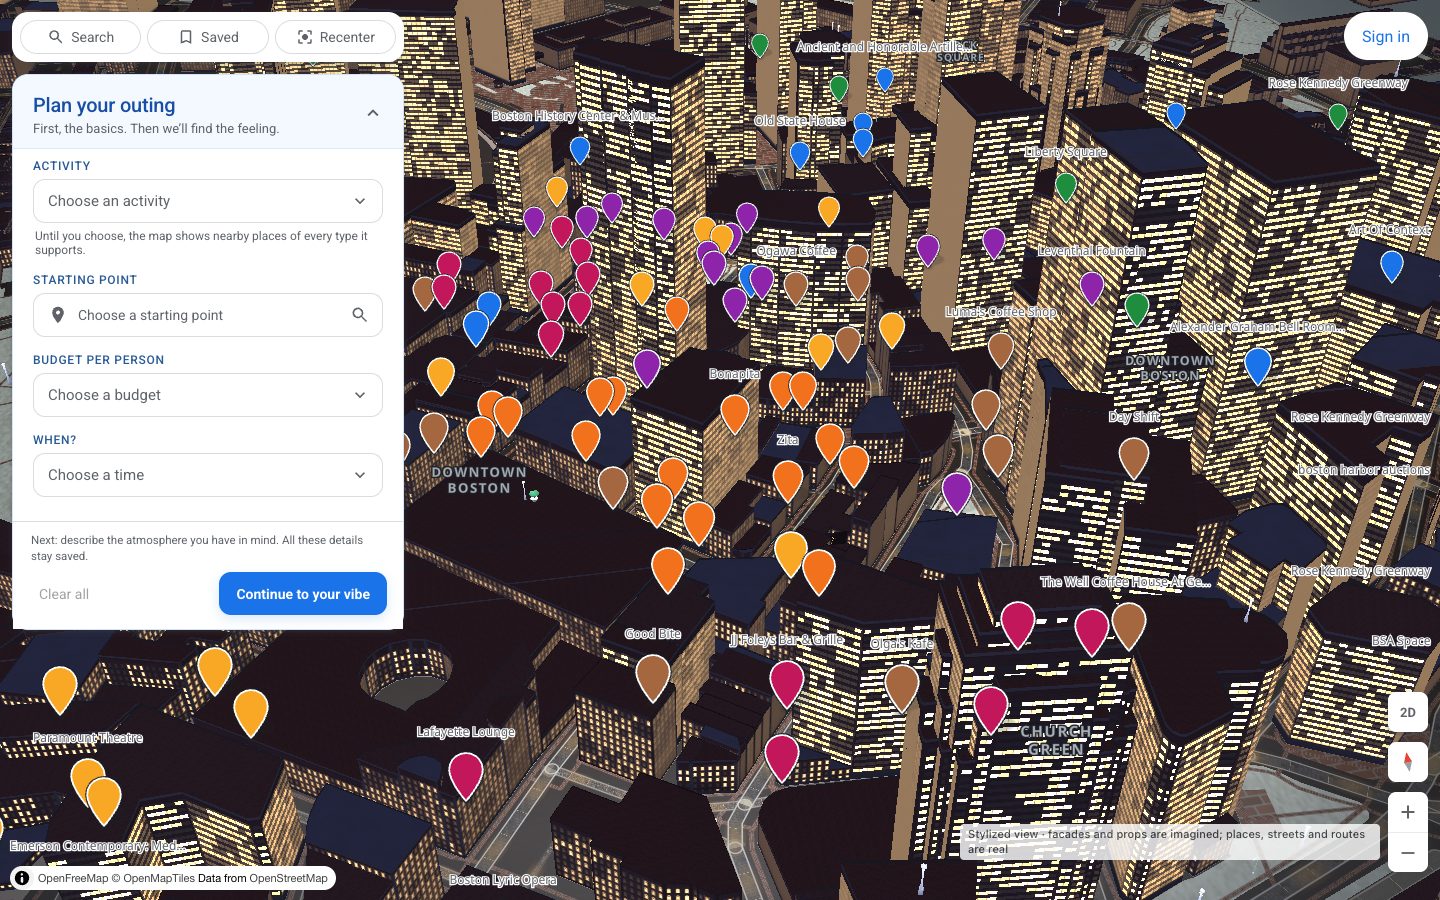 Search
Saved
Recenter
Sign in
Plan your outing
First, the basics. Then we'll find the feeling.
ACTIVITY
Choose an activity
Until you choose, the map shows nearby places of every type it
supports.
STARTING POINT
Choose a starting point
BUDGET PER PERSON
Choose a budget
WHEN?
Choose a time
Next: describe the atmosphere you have in mind. All these details
stay saved.
Clear all
Continue to your vibe
Ancient and Honorable Artille...
SQUARE
Rose Kennedy Greenway
Boston History Center & Mus...
Old State House
Liberty Square
Art Of Context
Ogawa Coffee
Leventhal Fountain
Luma's Coffee Shop
Alexander Graham Bell Room...
DOWNTOWN
BOSTON
Bonapita
Day Shift
Rose Kennedy Greenway
Zita
boston harbor auctions
DOWNTOWN
BOSTON
Rose Kennedy Greenway
The Well Coffee House At Ge...
Good Bite
JJ Foley's Bar & Grille
Olga's Kafe
BSA Space
Paramount Theatre
Lafayette Lounge
CHURCH
GREEN
2D
Emerson Contemporary: Med...
Boston Lyric Opera
Stylized view · facades and props are imagined; places, streets and routes
are real
OpenFreeMap © OpenMapTiles Data from OpenStreetMap